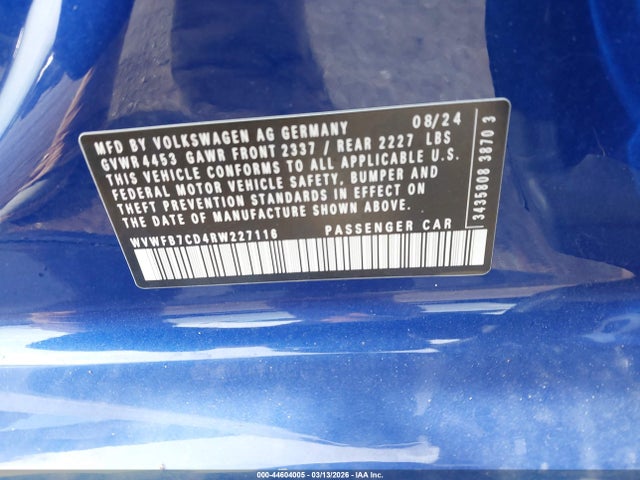 MFD BY VOLKSWAGEN AG GERMANY 08/24
GVWR 4453 GAWR FRONT 2337 / REAR 2227 LBS
THIS VEHICLE CONFORMS TO ALL APPLICABLE U.S.
FEDERAL MOTOR VEHICLE SAFETY, BUMPER AND
THEFT PREVENTION STANDARDS IN EFFECT ON
THE DATE OF MANUFACTURE SHOWN ABOVE.
WVWFB7CD4RW227116 PASSENGER CAR
3435808 3870 3
000-44604005 - 03/13/2026 - IAA Inc.